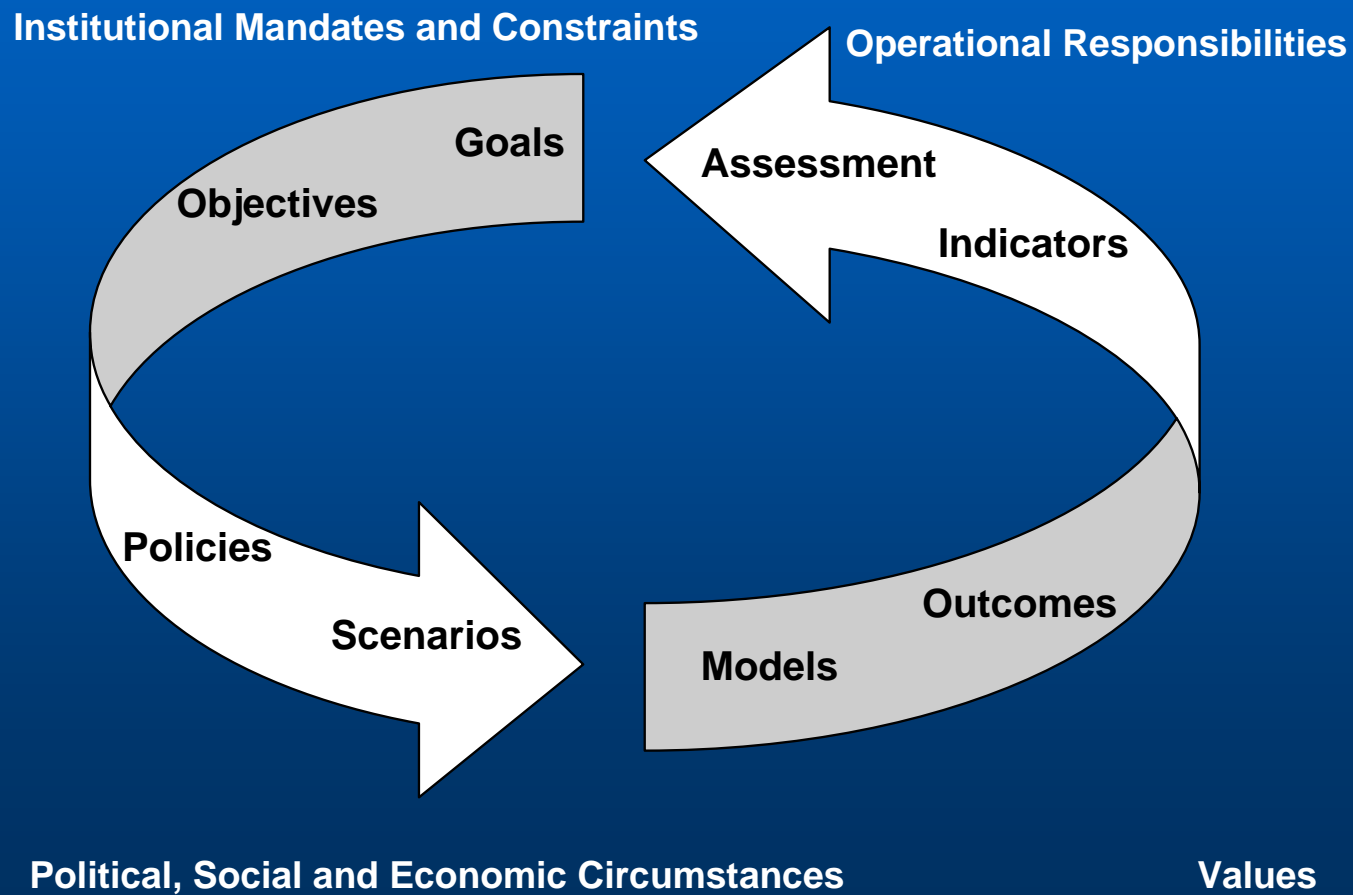 Institutional Mandates and Constraints
Operational Responsibilities
Goals
Objectives
Assessment
Indicators
Policies
Scenarios
Models
Outcomes
Political, Social and Economic Circumstances
Values